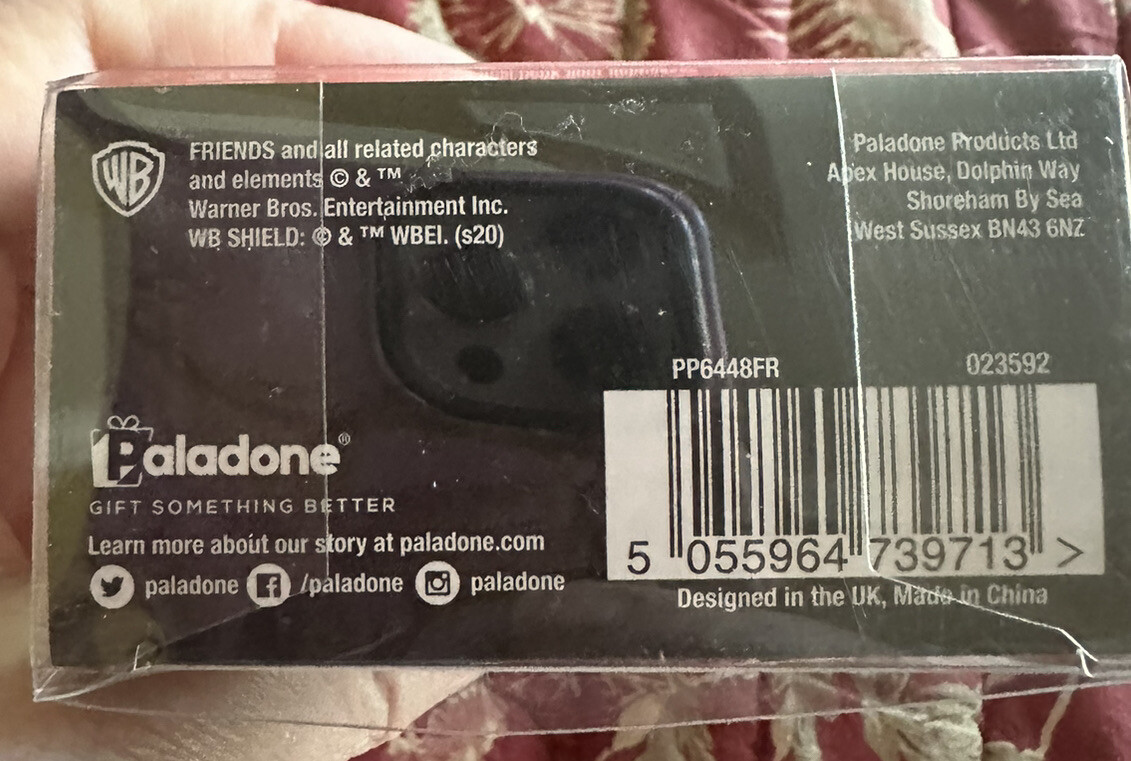 WB
FRIENDS and all related characters
and elements © & ™
Warner Bros. Entertainment Inc.
WB SHIELD: © & ™ WBEI. (s20)
Paladone Products Ltd
Apex House, Dolphin Way
Shoreham By Sea
West Sussex BN43 6NZ
PP6448FR 023592
5 055964 739713 >
Designed in the UK, Made in China
Paladone®
GIFT SOMETHING BETTER
Learn more about our story at paladone.com
paladone /paladone paladone